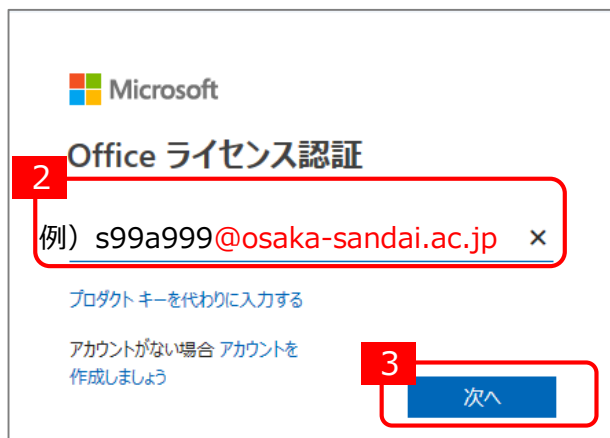 Microsoft
Office ライセンス認証
2
例）s99a999@osaka-sandai.ac.jp ×
プロダクト キーを代わりに入力する
アカウントがない場合 アカウントを
作成しましょう
3
次へ